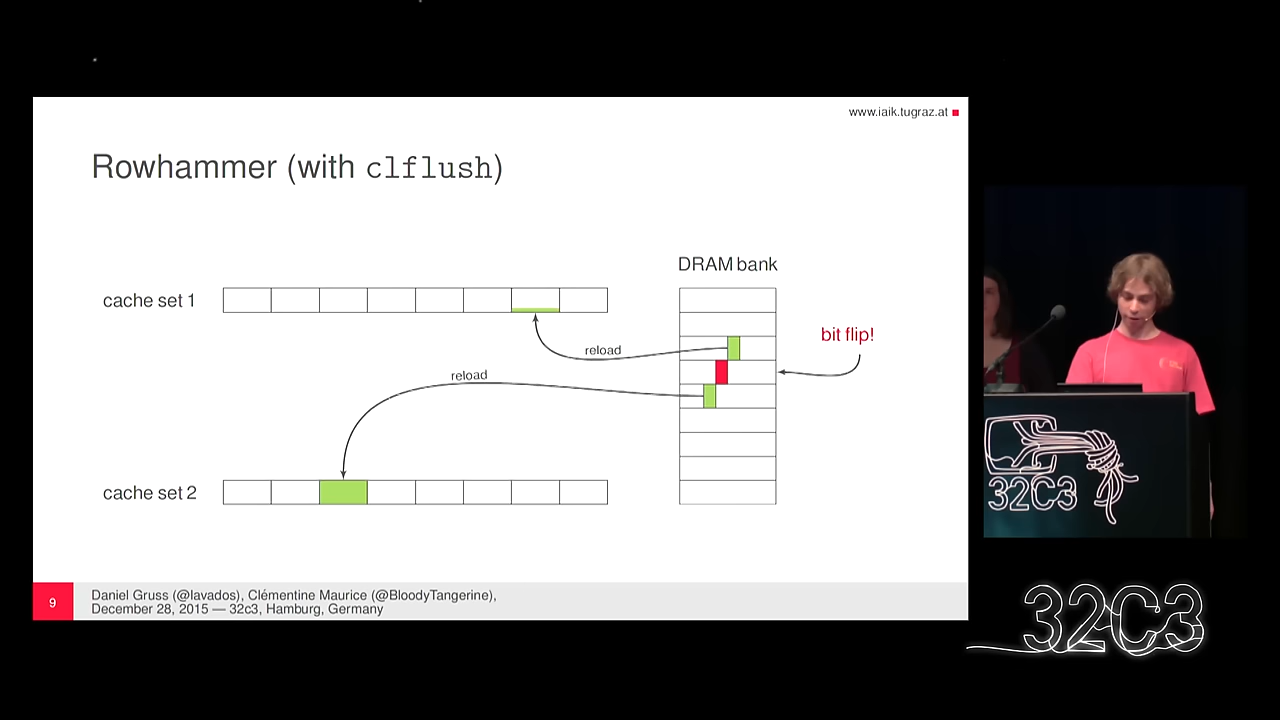 www.iaik.tugraz.at
Rowhammer (with clflush)
DRAM bank
cache set 1
bit flip!
reload
reload
cache set 2
32C3
9
Daniel Gruss (@lavados), Clémentine Maurice (@BloodyTangerine),
December 28, 2015 — 32c3, Hamburg, Germany
32C3